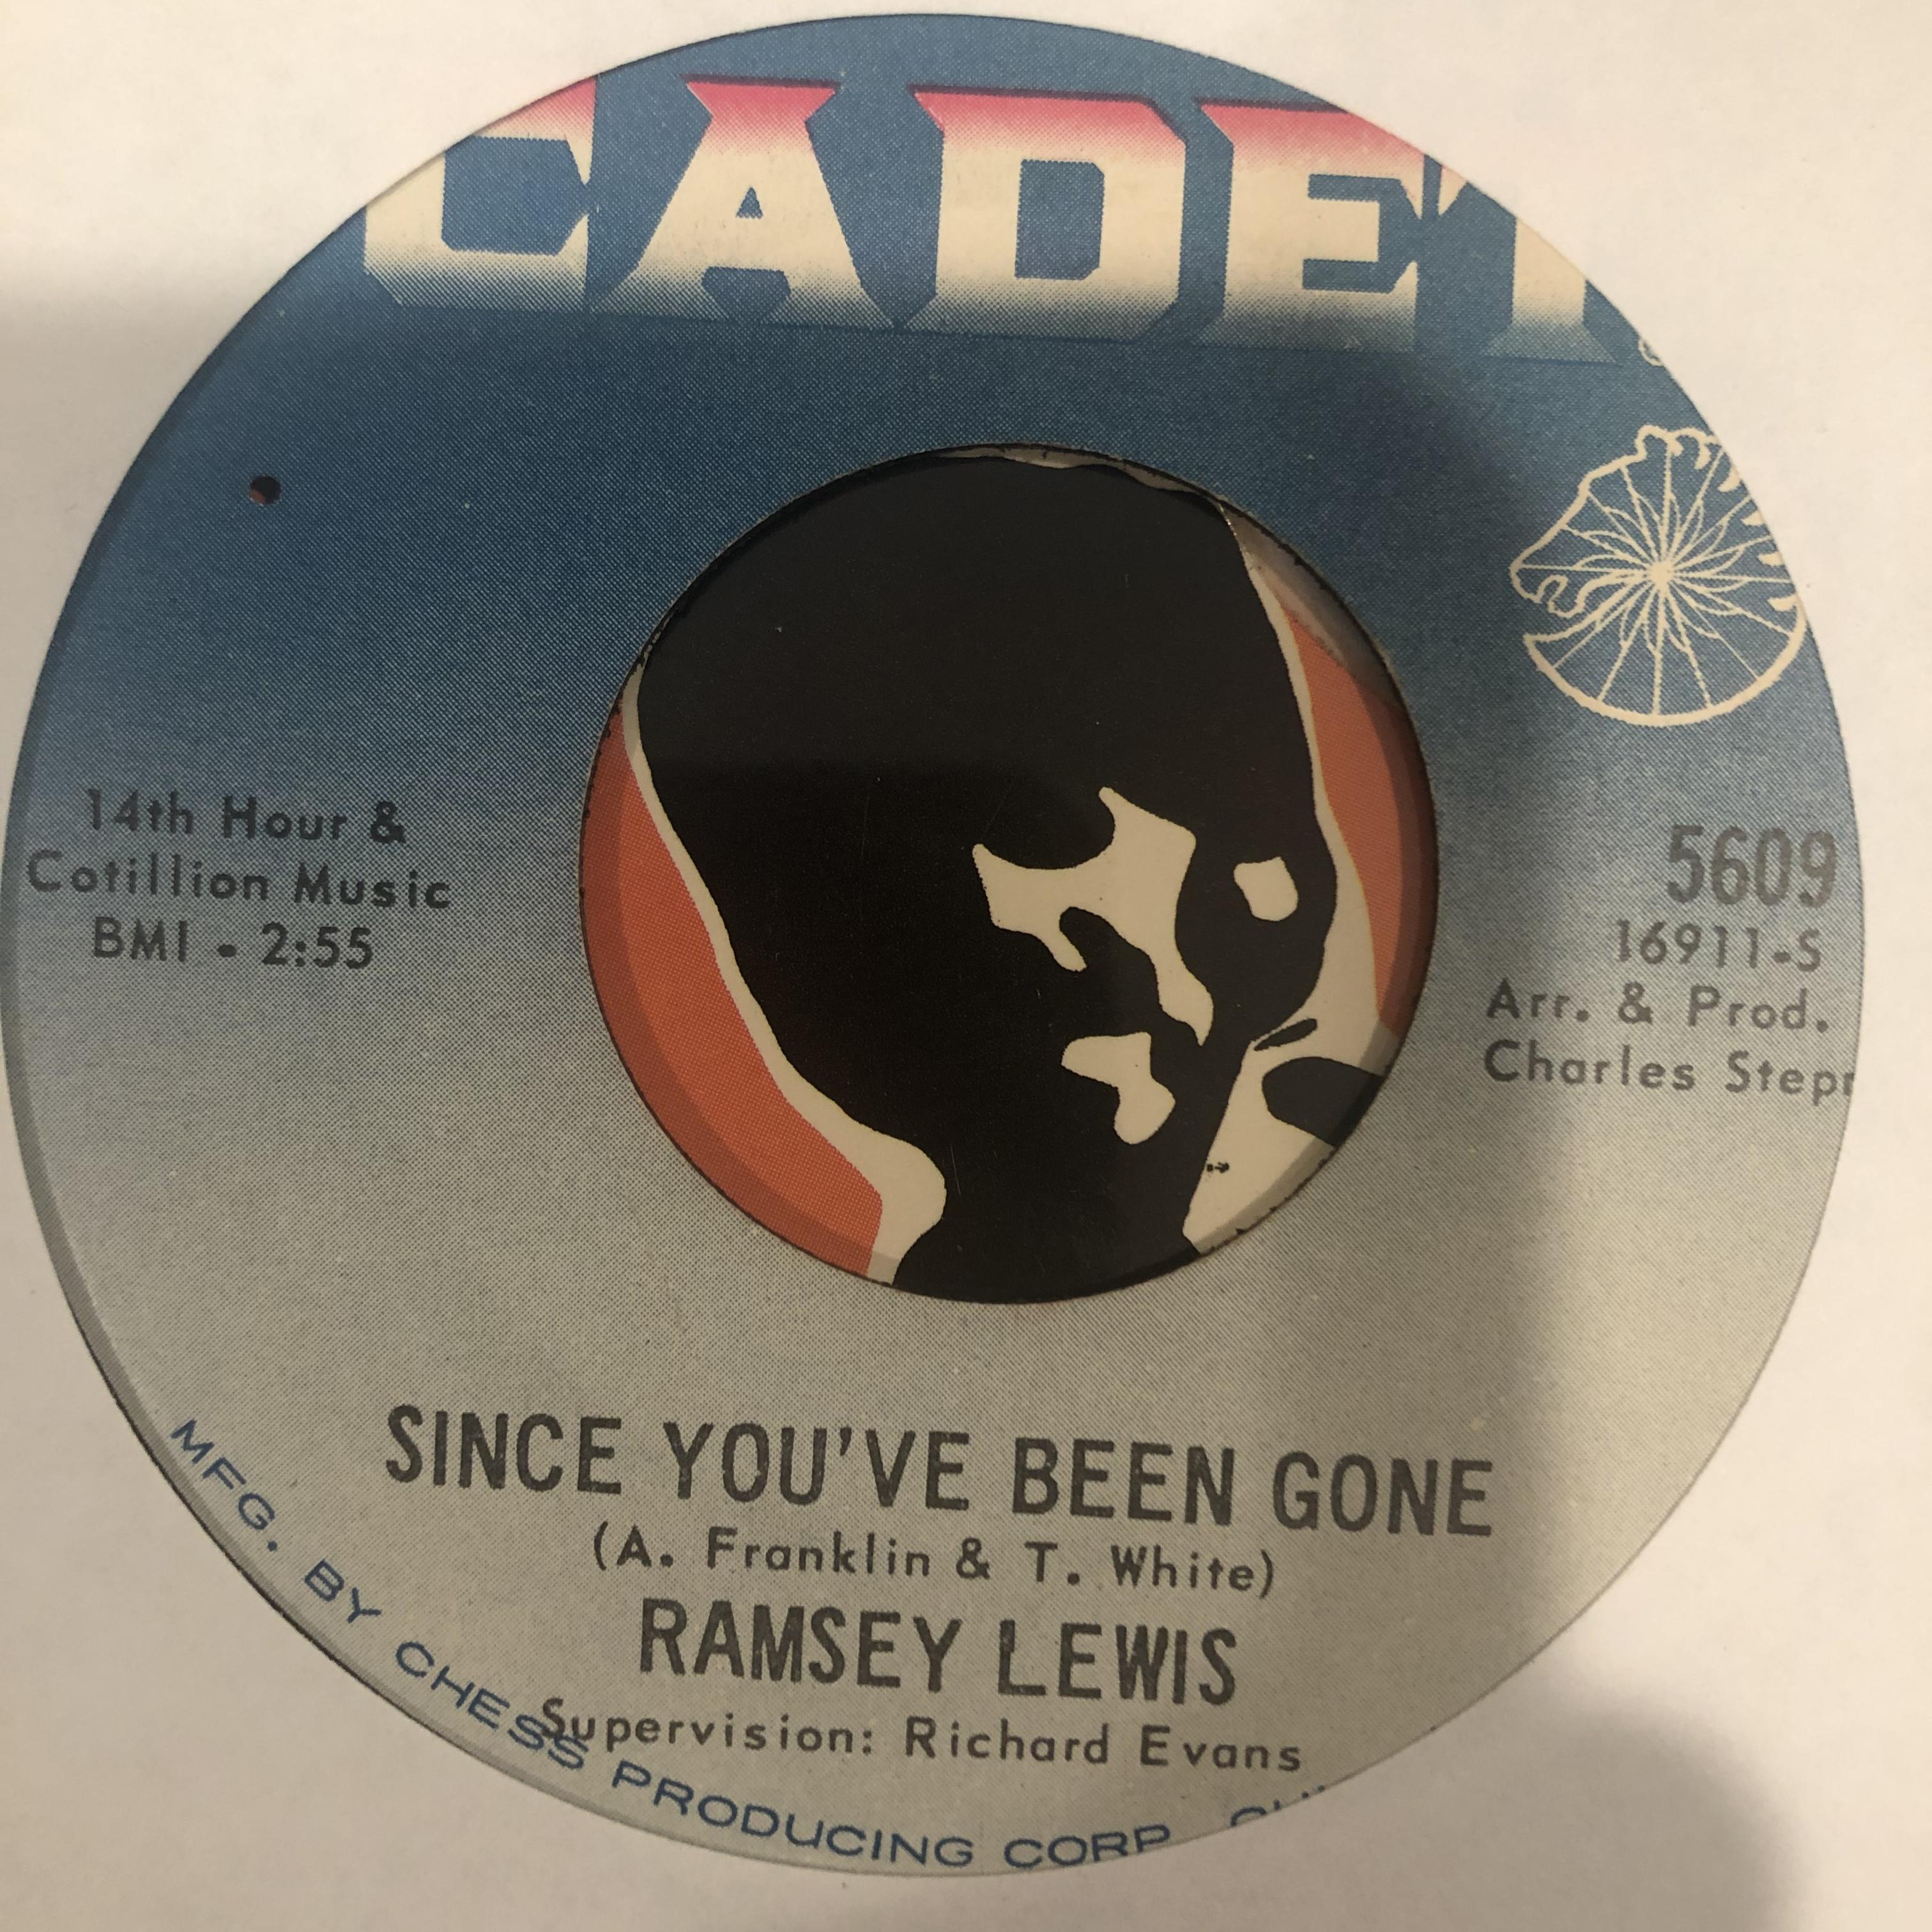 CADET
14th Hour &
Cotillion Music
BMI - 2:55
5609
16911-S
Arr. & Prod.
Charles
SINCE YOU'VE BEEN GONE
(A. Franklin & T. White)
RAMSEY LEWIS
Supervision: Richard Evans
MFG. BY CHESS PRODUCING CORP